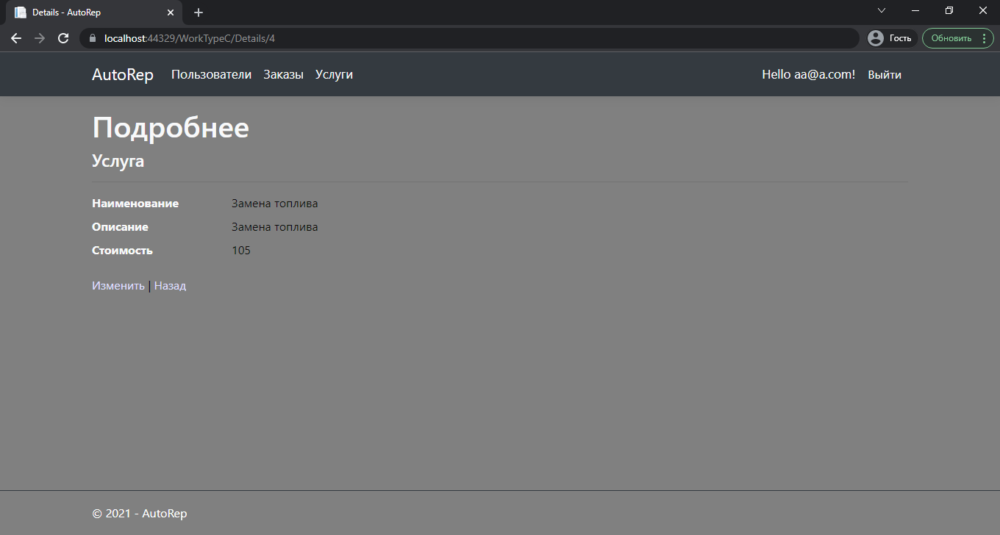 Details - AutoRep
localhost:44329/WorkTypeC/Details/4
Гость
Обновить
AutoRep Пользователи Заказы Услуги Hello aa@a.com! Выйти
Подробнее
Услуга
Наименование Замена топлива
Описание Замена топлива
Стоимость 105
Изменить | Назад
© 2021 - AutoRep